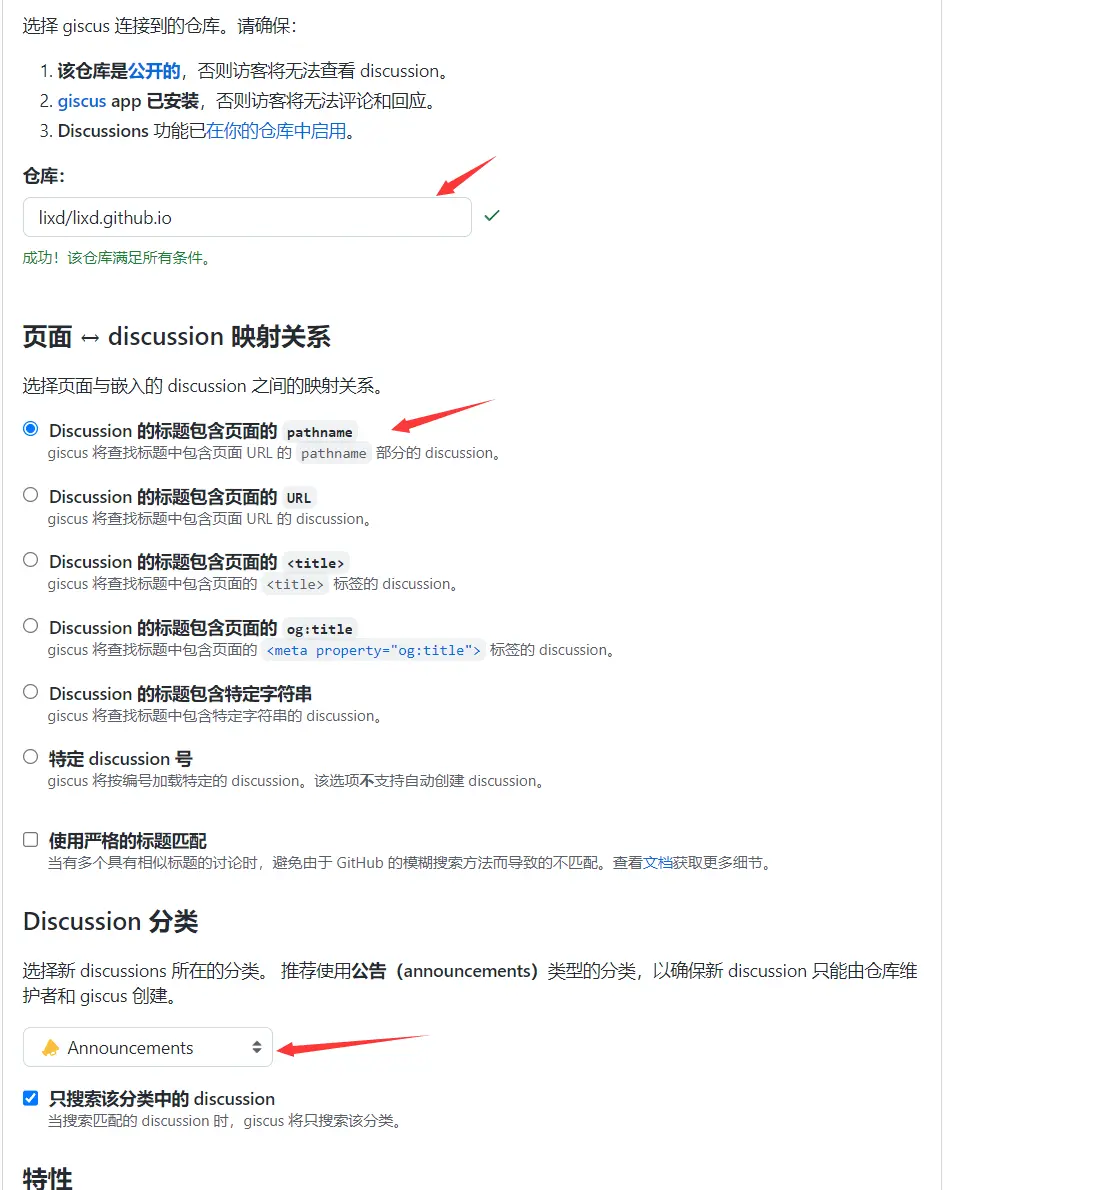 选择 giscus 连接到的仓库。请确保：
1. 该仓库是公开的，否则访客将无法查看 discussion。
2. giscus app 已安装，否则访客将无法评论和回应。
3. Discussions 功能已在你的仓库中启用。
仓库：
lixd/lixd.github.io
成功！该仓库满足所有条件。
页面 ↔ discussion 映射关系
选择页面与嵌入的 discussion 之间的映射关系。
Discussion 的标题包含页面的 pathname
giscus 将查找标题中包含页面 URL 的 pathname 部分的 discussion。
Discussion 的标题包含页面的 URL
giscus 将查找标题中包含页面 URL 的 discussion。
Discussion 的标题包含页面的 <title>
giscus 将查找标题中包含页面的 <title> 标签的 discussion。
Discussion 的标题包含页面的 og:title
giscus 将查找标题中包含页面的 <meta property="og:title"> 标签的 discussion。
Discussion 的标题包含特定字符串
giscus 将查找标题中包含特定字符串的 discussion。
特定 discussion 号
giscus 将按编号加载特定的 discussion。该选项不支持自动创建 discussion。
使用严格的标题匹配
当有多个具有相似标题的讨论时，避免由于 GitHub 的模糊搜索方法而导致的不匹配。查看文档获取更多细节。
Discussion 分类
选择新 discussions 所在的分类。 推荐使用公告（announcements）类型的分类，以确保新 discussion 只能由仓库维
护者和 giscus 创建。
Announcements
只搜索该分类中的 discussion
当搜索匹配的 discussion 时，giscus 将只搜索该分类。
特性